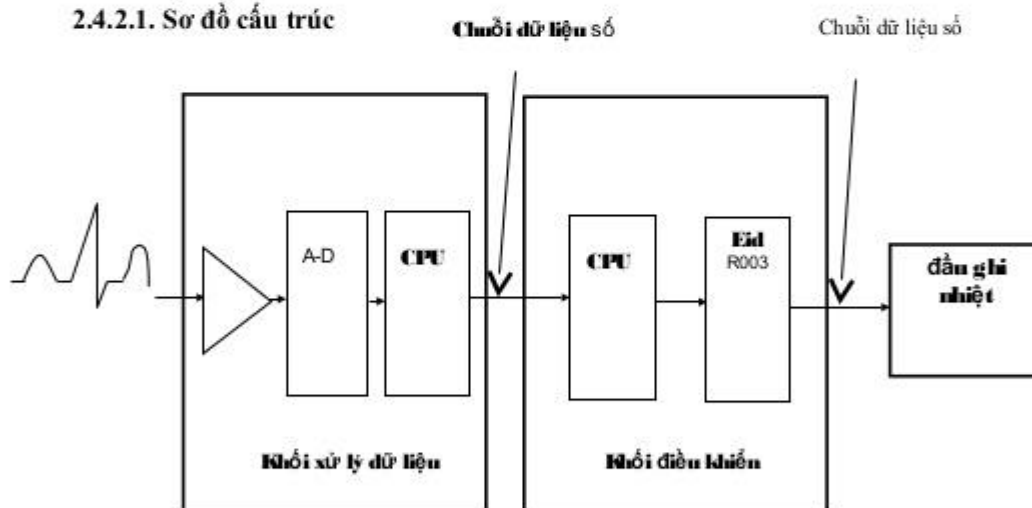 2.4.2.1. Sơ đồ cấu trúc
Chuỗi dữ liệu số
Chuỗi dữ liệu số
A-D
CPU
CPU
Eid
R003
đầu ghi
nhiệt
Khối xử lý dữ liệu
Khối điều khiển